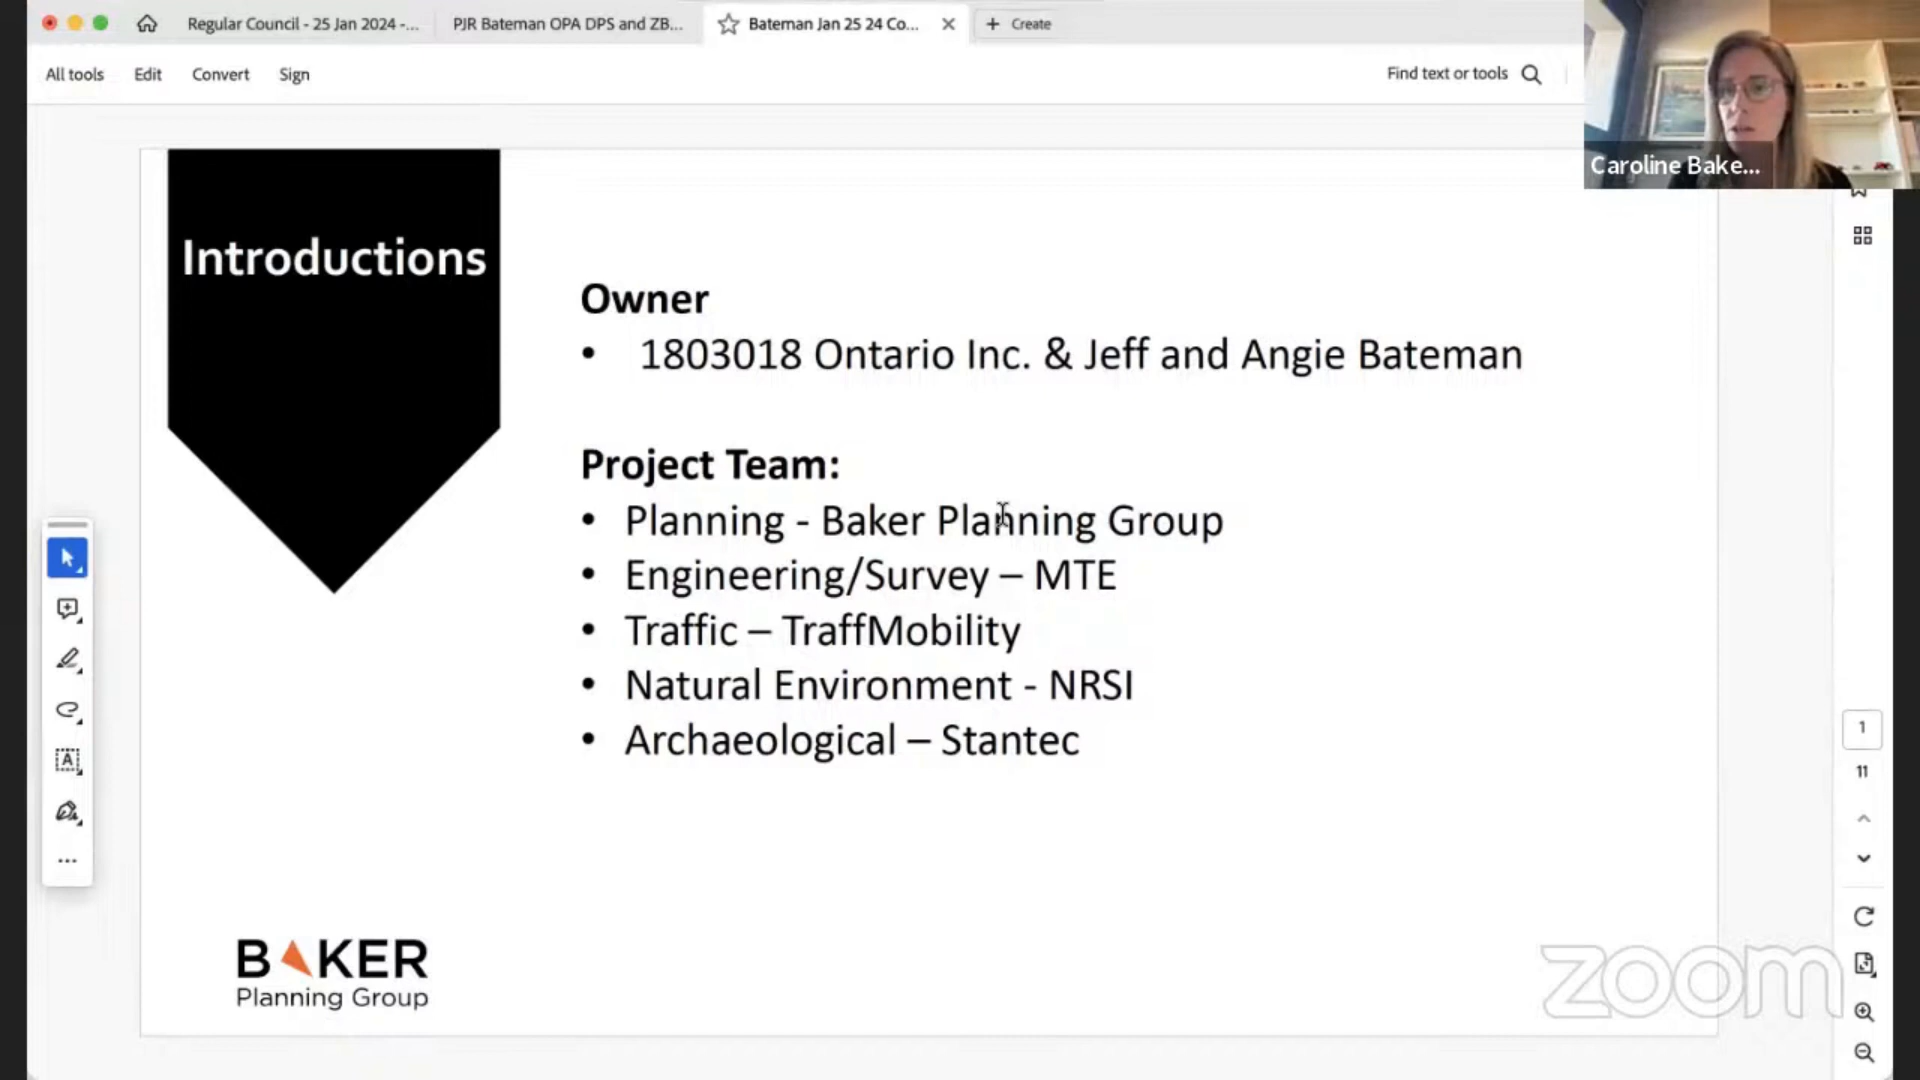 Regular Council - 25 Jan 2024 -...
PJR Bateman OPA DPS and ZB...
Bateman Jan 25 24 Co...
Create
All tools
Edit
Convert
Sign
Find text or tools
Caroline Bake...
Introductions
Owner
• 1803018 Ontario Inc. & Jeff and Angie Bateman
Project Team:
• Planning - Baker Planning Group
• Engineering/Survey – MTE
• Traffic – TraffMobility
• Natural Environment - NRSI
• Archaeological – Stantec
1
11
BAKER
Planning Group
zoom